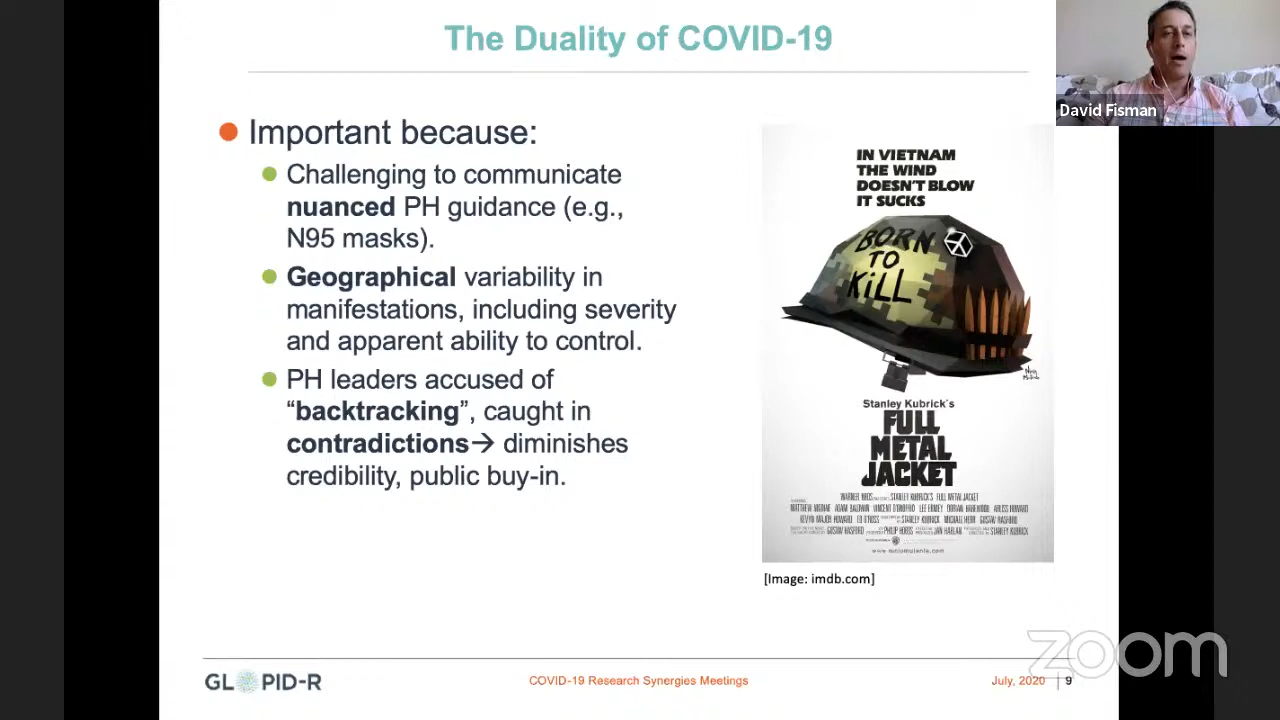 The Duality of COVID-19
David Fisman
Important because:
Challenging to communicate
nuanced PH guidance (e.g.,
N95 masks).
Geographical variability in
manifestations, including severity
and apparent ability to control.
PH leaders accused of
“backtracking”, caught in
contradictions→ diminishes
credibility, public buy-in.
IN VIETNAM
THE WIND
DOESN'T BLOW
IT SUCKS
BORN
TO
KiLL
Stanley Kubrick's
FULL
METAL
JACKET
[Image: imdb.com]
GLOPID-R
COVID-19 Research Synergies Meetings
July, 2020
9
zoom